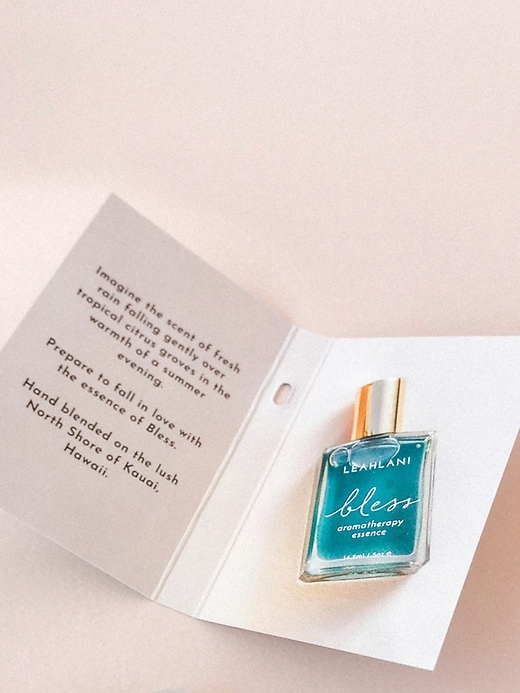 Imagine the scent of fresh
rain falling gently over
tropical citrus groves in the
warmth of a summer
evening.
Prepare to fall in love with
the essence of Bless.
Hand blended on the lush
North Shore of Kauai,
Hawaii.
LEAHLANI
bless
aromatherapy
essence